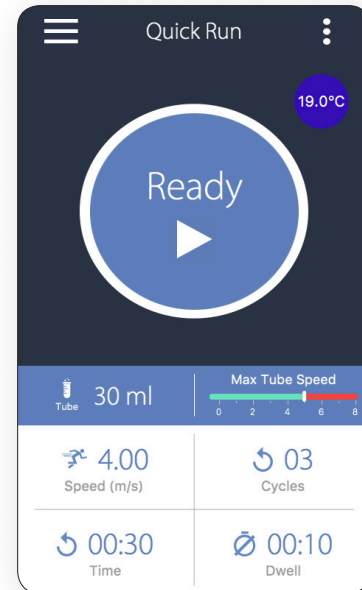 Quick Run
19.0°C
Ready
Tube
30 ml
Max Tube Speed
0 2 4 6 8
4.00
Speed (m/s)
03
Cycles
00:30
Time
00:10
Dwell